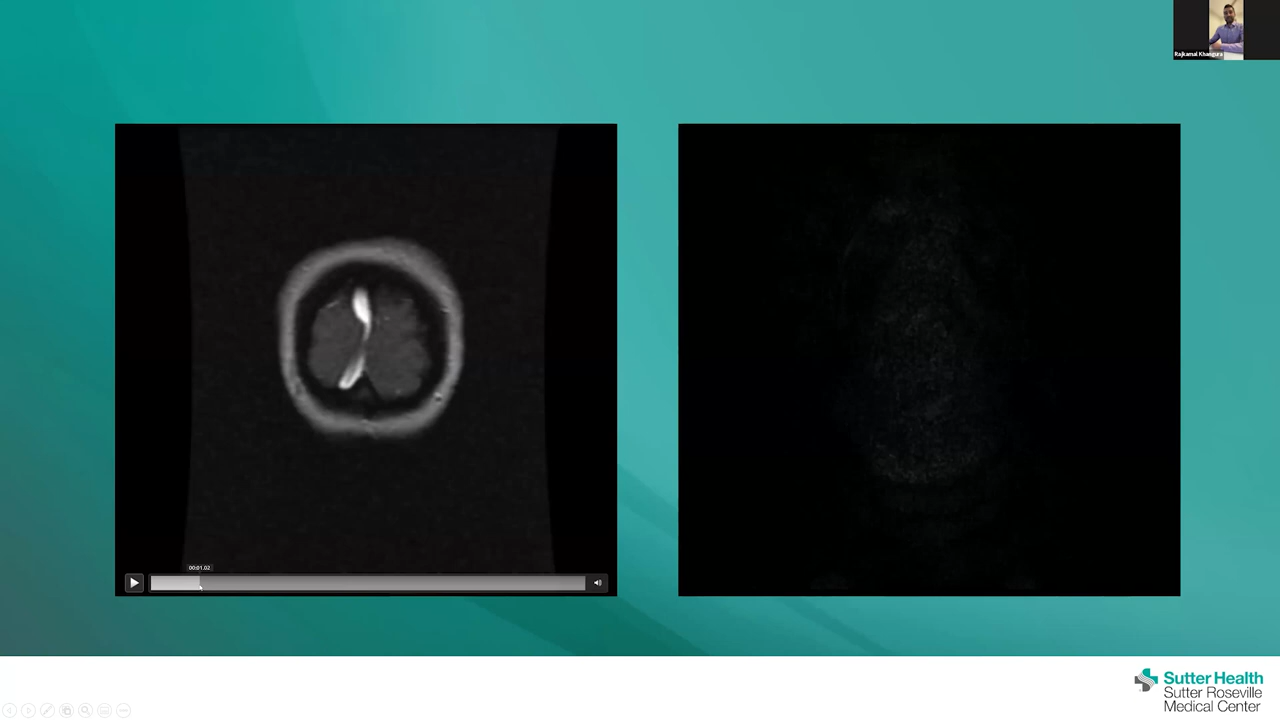 Rajkamal Khangura
00:01.02
Sutter Health
Sutter Roseville
Medical Center